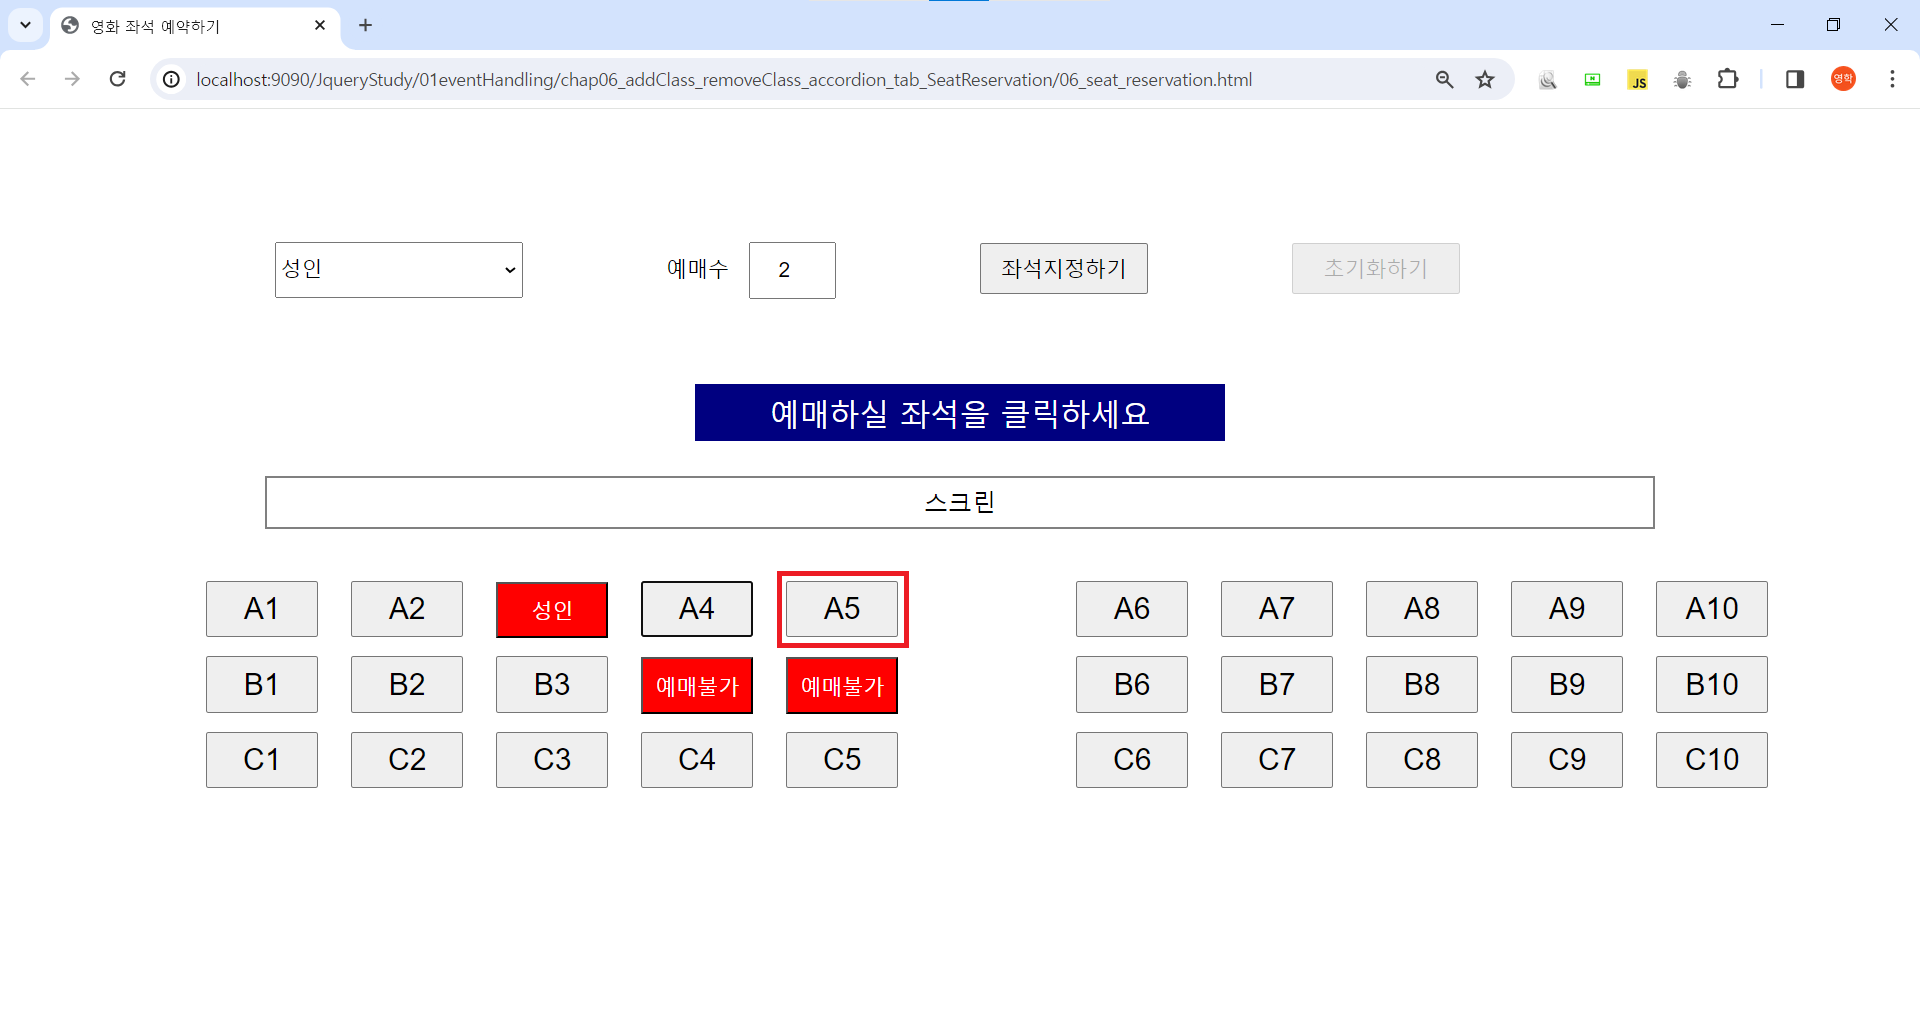 영화 좌석 예약하기
localhost:9090/JqueryStudy/01eventHandling/chap06_addClass_removeClass_accordion_tab_SeatReservation/06_seat_reservation.html
N
JS
영학
성인 예매수 2 좌석지정하기 초기화하기
예매하실 좌석을 클릭하세요
스크린
A1 A2 성인 A4 A5 A6 A7 A8 A9 A10
B1 B2 B3 예매불가 예매불가 B6 B7 B8 B9 B10
C1 C2 C3 C4 C5 C6 C7 C8 C9 C10